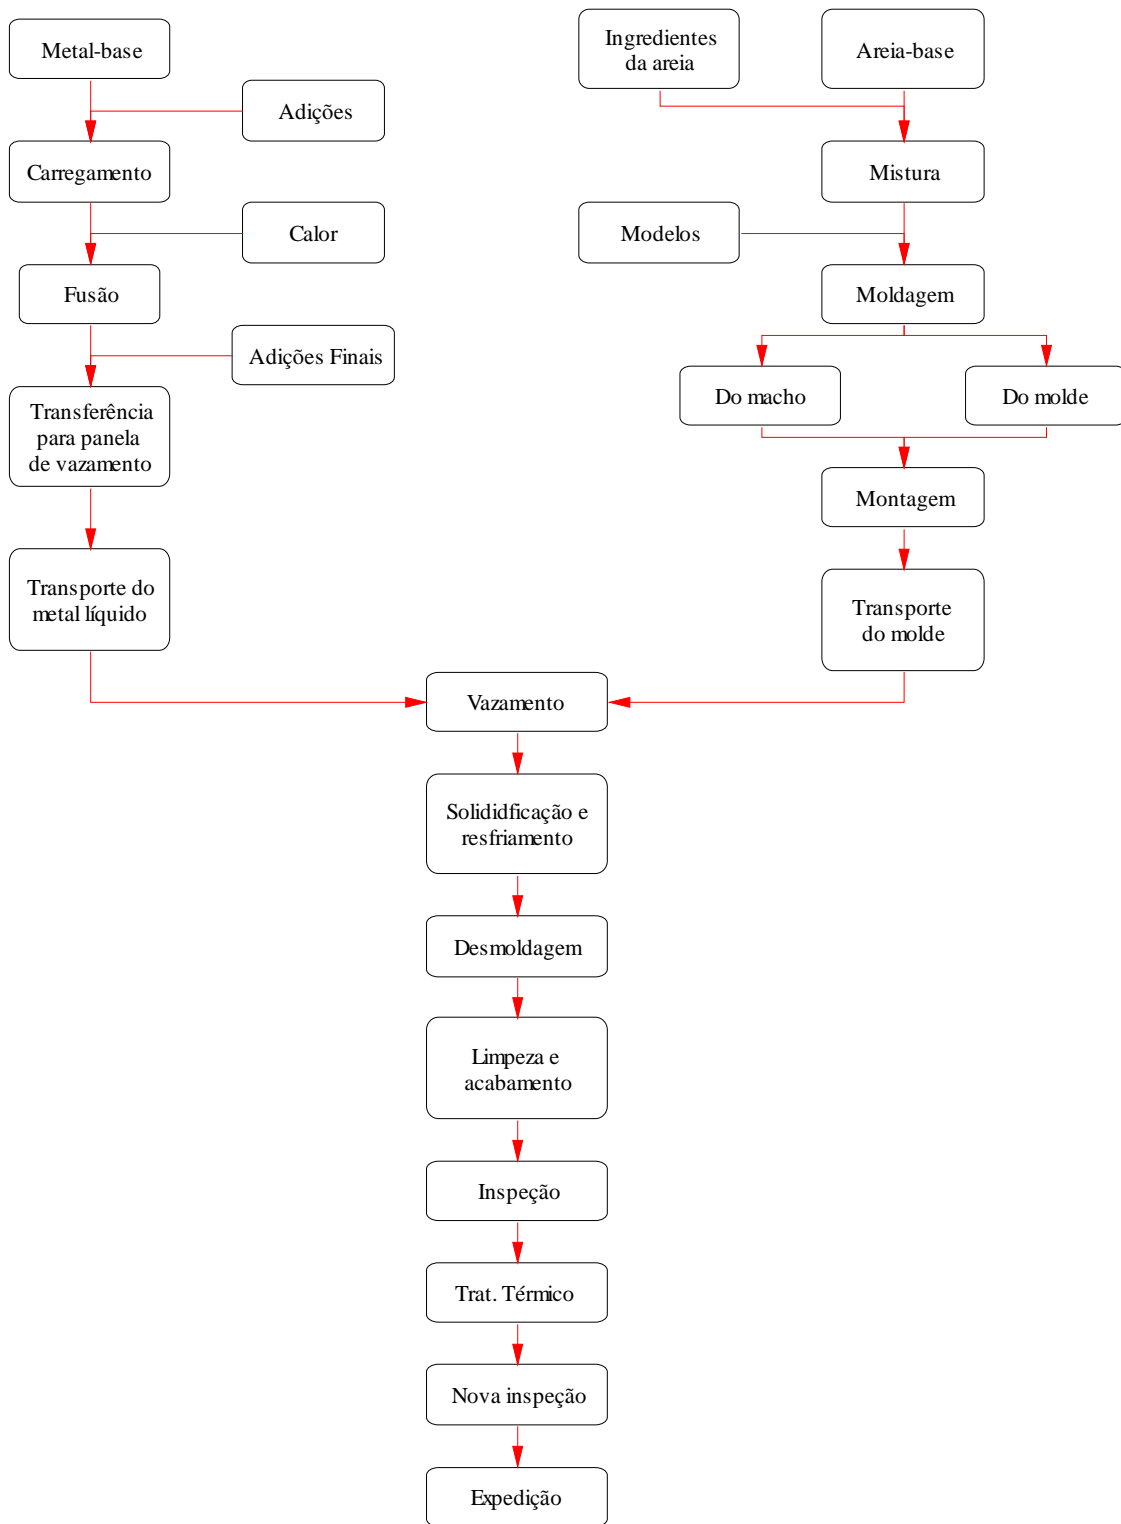 Metal-base
Ingredientes
da areia
Areia-base
Adições
Carregamento
Mistura
Calor
Modelos
Fusão
Moldagem
Adições Finais
Do macho
Do molde
Transferência
para panela
de vazamento
Montagem
Transporte do
metal líquido
Transporte
do molde
Vazamento
Solididficação e
resfriamento
Desmoldagem
Limpeza e
acabamento
Inspeção
Trat. Térmico
Nova inspeção
Expedição